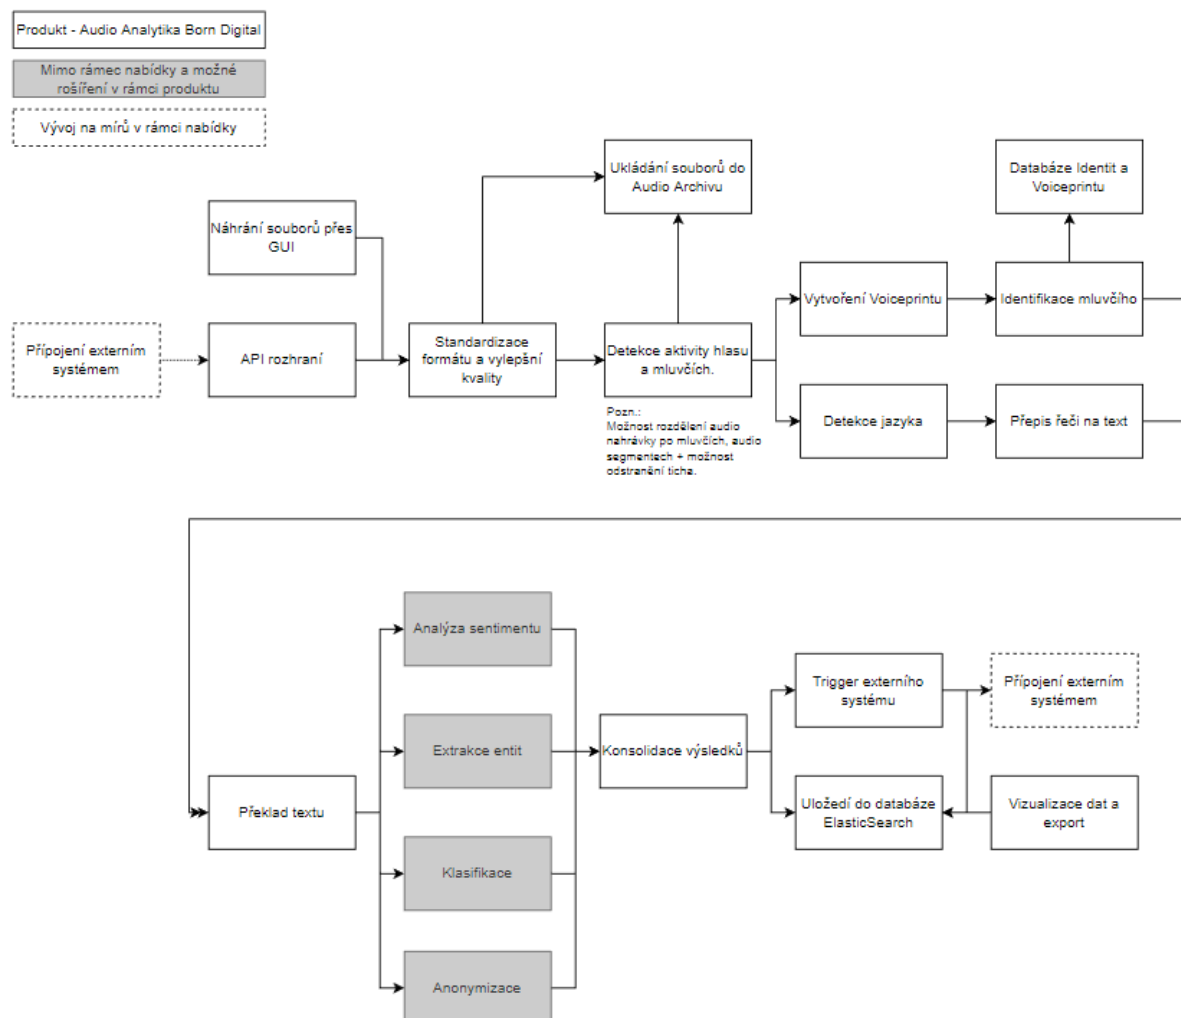 Produkt - Audio Analytika Born Digital
Mimo rámec nabídky a možné
rošíření v rámci produktu
Vývoj na mírů v rámci nabídky
Ukládání souborů do
Audio Archivu
Databáze Identit a
Voiceprintu
Náhrání souborů přes
GUI
Vytvoření Voiceprintu
Identifikace mluvčího
Přípojení externím
systémem
API rozhraní
Standardizace
formátu a vylepšní
kvality
Detekce aktivity hlasu
a mluvčích.
Pozn.:
Možnost rozdělení audio
nahrávky po mluvčích, audio
segmentech + možnost
odstranění ticha.
Detekce jazyka
Přepis řeči na text
Analýza sentimentu
Extrakce entit
Klasifikace
Anonymizace
Překlad textu
Konsolidace výsledků
Trigger externího
systému
Přípojení externím
systémem
Uložedí do databáze
ElasticSearch
Vizualizace dat a
export